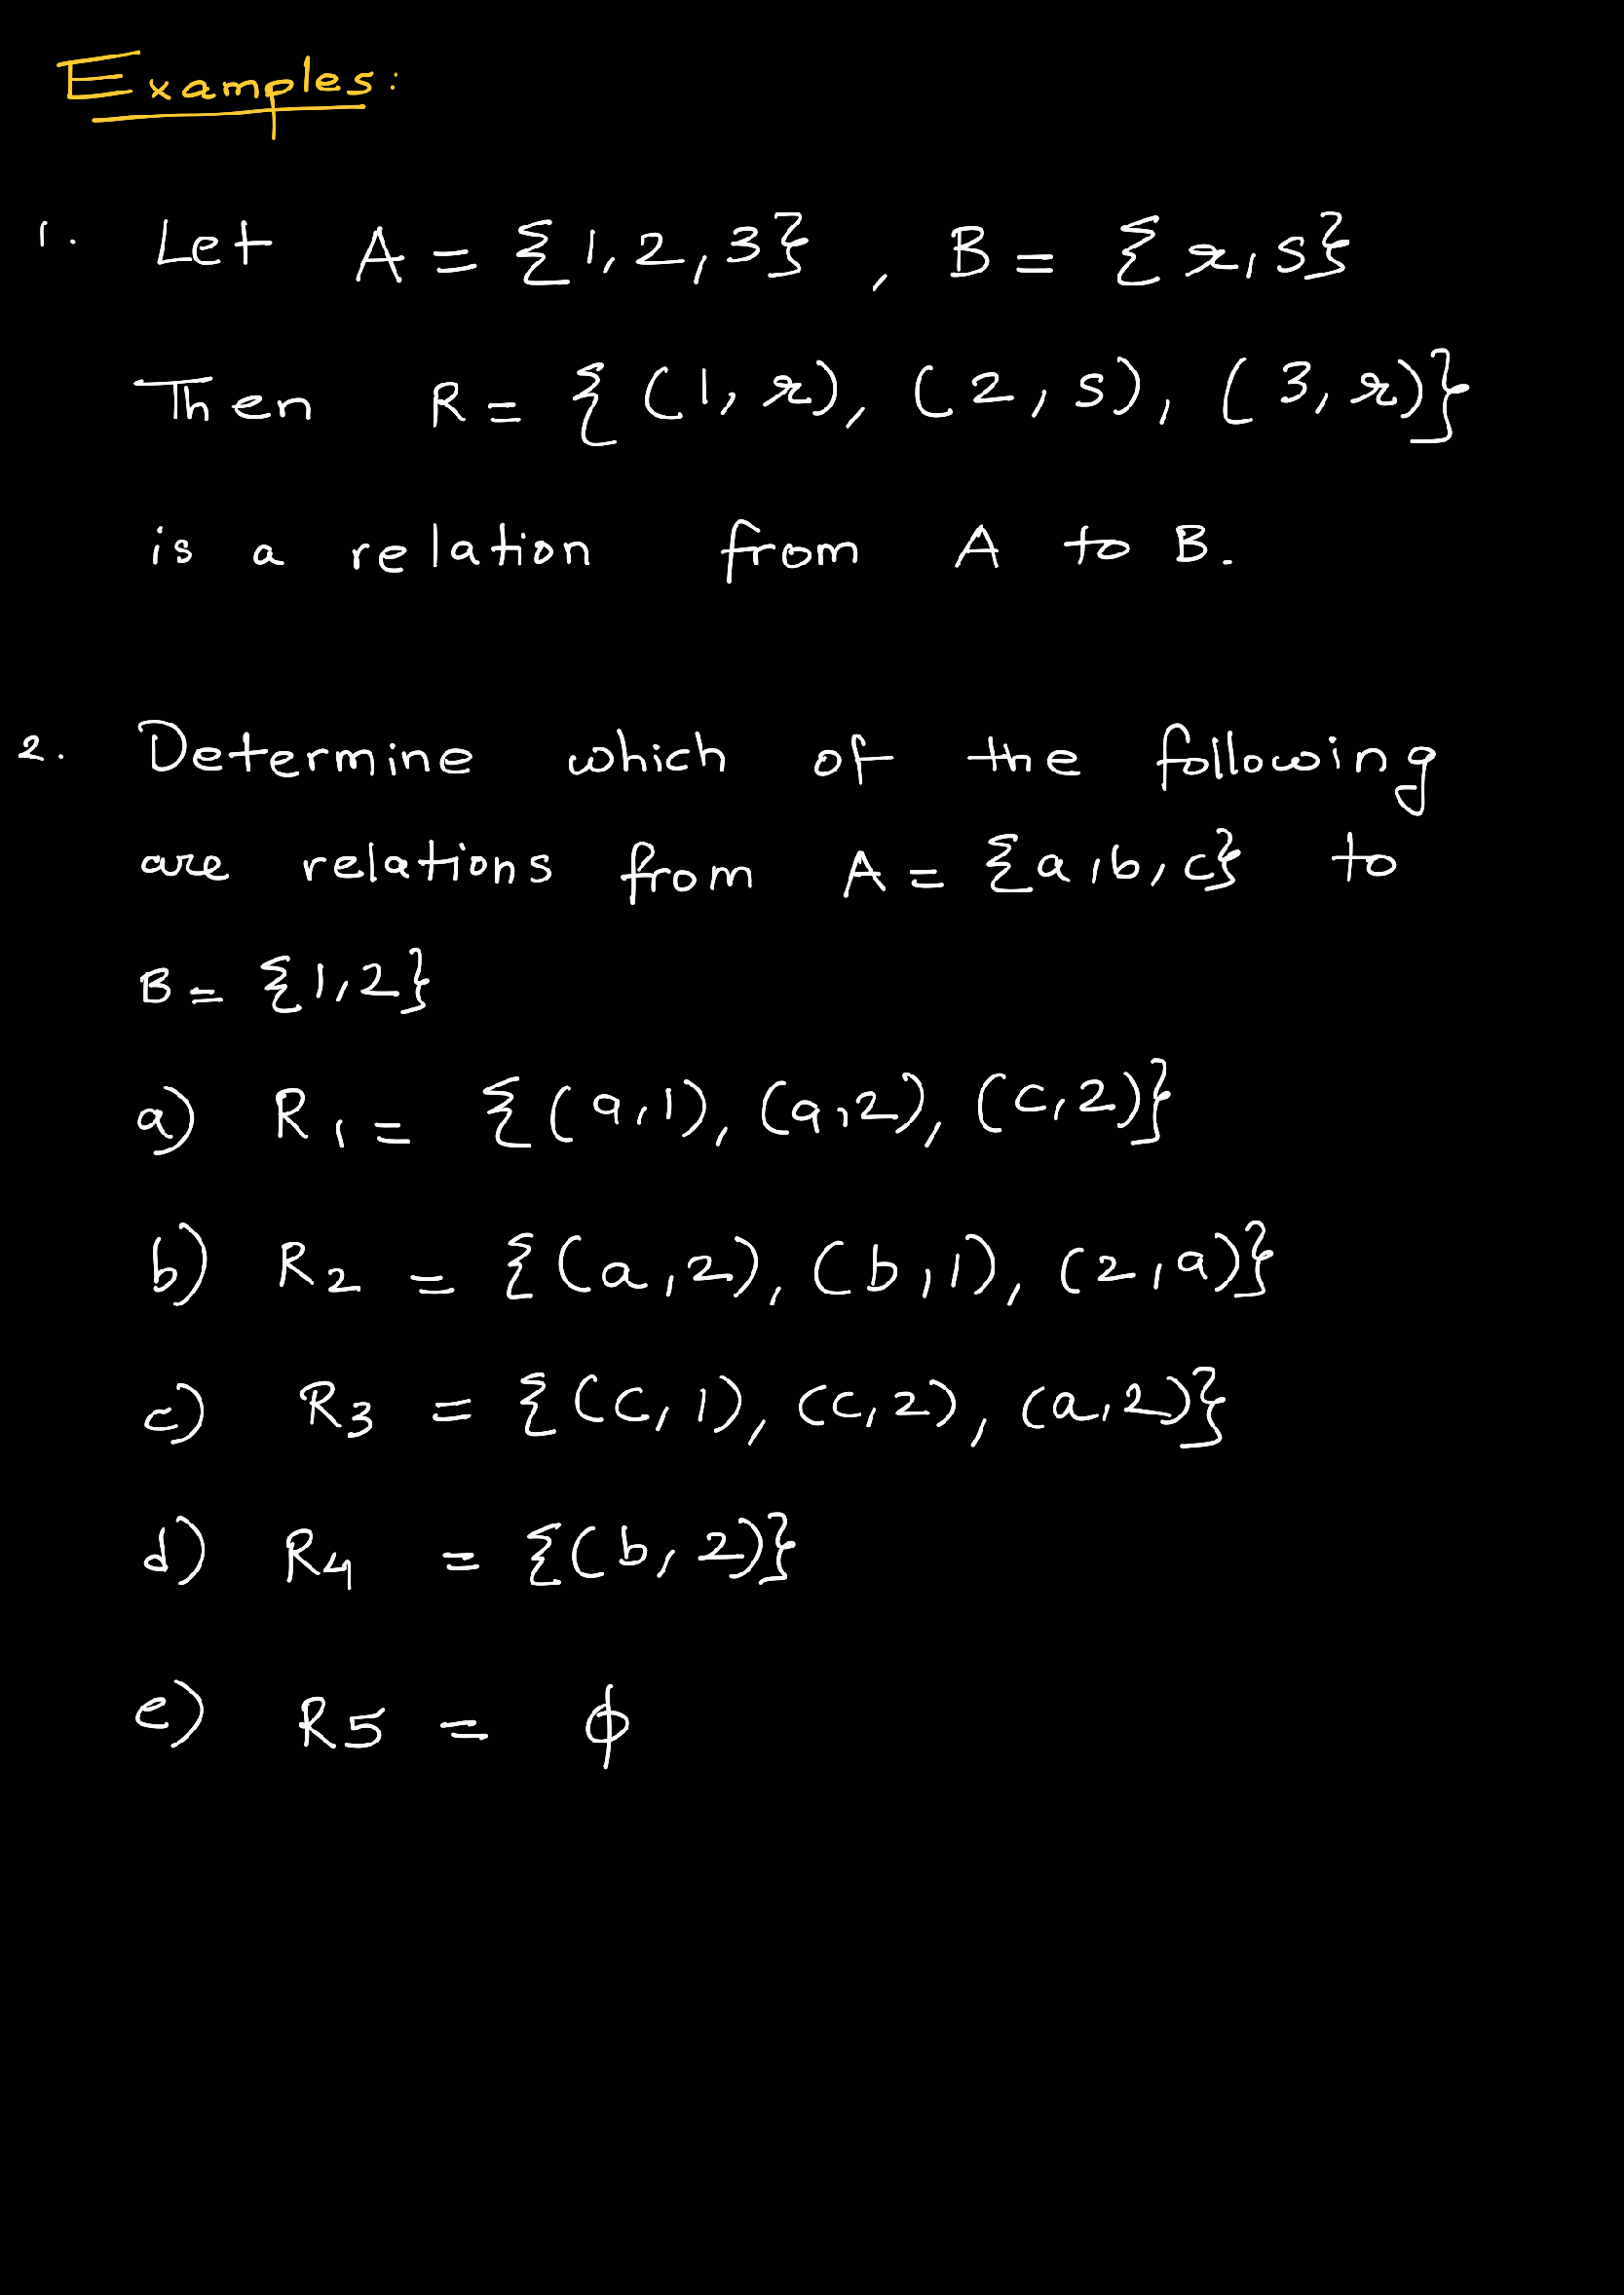 Examples:
1. Let A = {1,2,3}, B = {r,s}
Then R = {(1,r), (2,s), (3,r)}
is a relation from A to B.
2. Determine which of the following
are relations from A = {a,b,c} to
B = {1,2}
a) R1 = {(a,1), (a,2), (c,2)}
b) R2 = {(a,2), (b,1), (2,a)}
c) R3 = {(c,1), (c,2), (a,2)}
d) R4 = {(b,2)}
e) R5 = ϕ